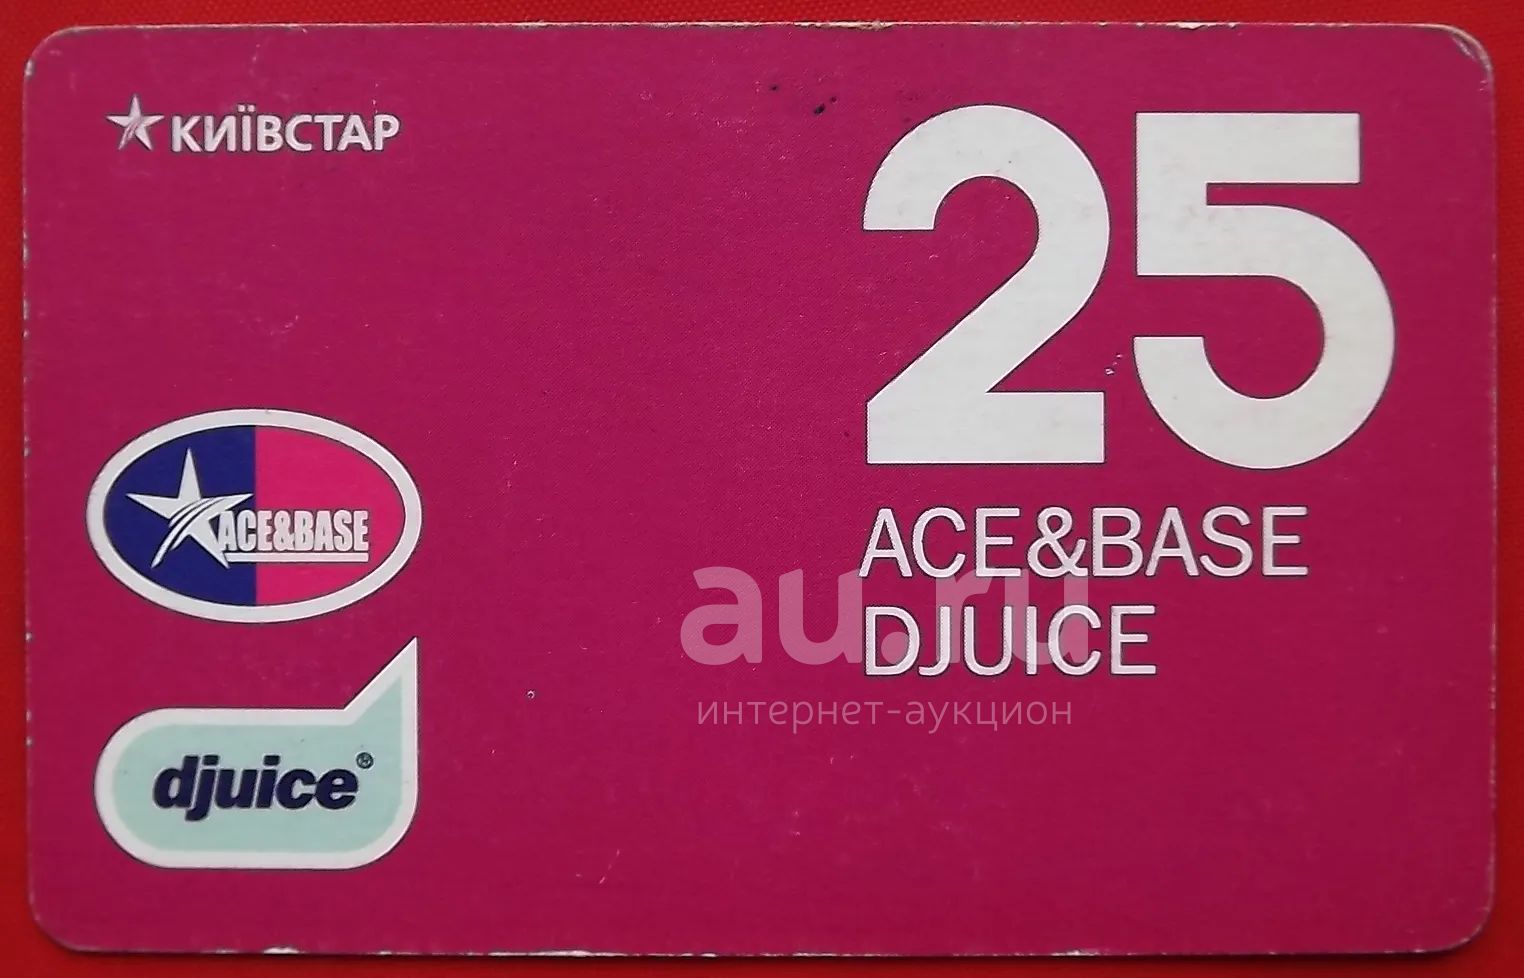 КИЇВСТАР
25
ACE&BASE
DJUICE
ACE&BASE
djuice®
au.ru
интернет-аукцион